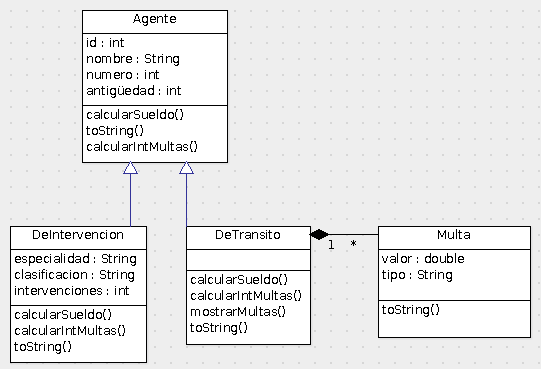 Agente
id : int
nombre : String
numero : int
antigüedad : int
calcularSueldo()
toString()
calcularIntMultas()
DeIntervencion
especialidad : String
clasificacion : String
intervenciones : int
calcularSueldo()
calcularIntMultas()
toString()
DeTransito
calcularSueldo()
calcularIntMultas()
mostrarMultas()
toString()
1 *
Multa
valor : double
tipo : String
toString()